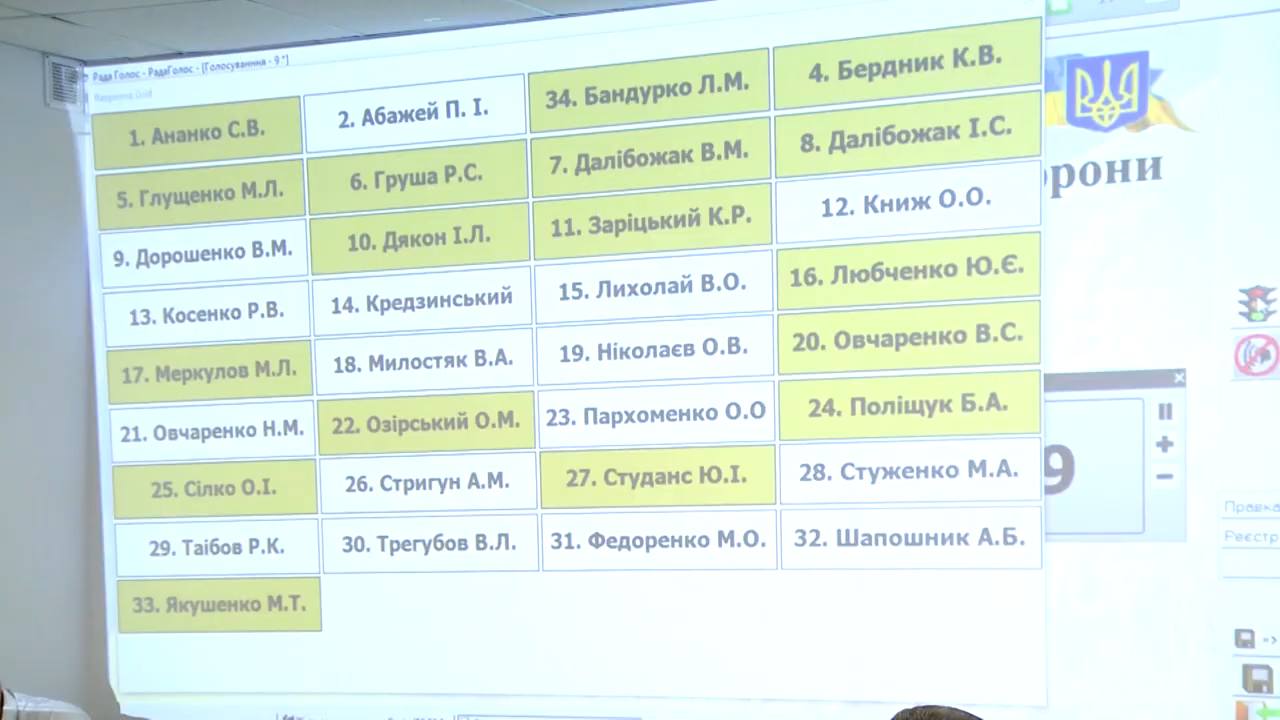 Рада Голос - РадаГолос - [Голосування - 9 *]
1. Ананко С.В.
2. Абажей П. І.
34. Бандурко Л.М.
4. Бердник К.В.
5. Глущенко М.Л.
6. Груша Р.С.
7. Далібожак В.М.
8. Далібожак І.С.
9. Дорошенко В.М.
10. Дякон І.Л.
11. Заріцький К.Р.
12. Книж О.О.
13. Косенко Р.В.
14. Кредзинський
15. Лихолай В.О.
16. Любченко Ю.Є.
17. Меркулов М.Л.
18. Милостяк В.А.
19. Ніколаєв О.В.
20. Овчаренко В.С.
21. Овчаренко Н.М.
22. Озірський О.М.
23. Пархоменко О.О
24. Поліщук Б.А.
25. Сілко О.І.
26. Стригун А.М.
27. Студанс Ю.І.
28. Стуженко М.А.
29. Таібов Р.К.
30. Трегубов В.Л.
31. Федоренко М.О.
32. Шапошник А.Б.
33. Якушенко М.Т.
рони
9
Правка
Реєстр